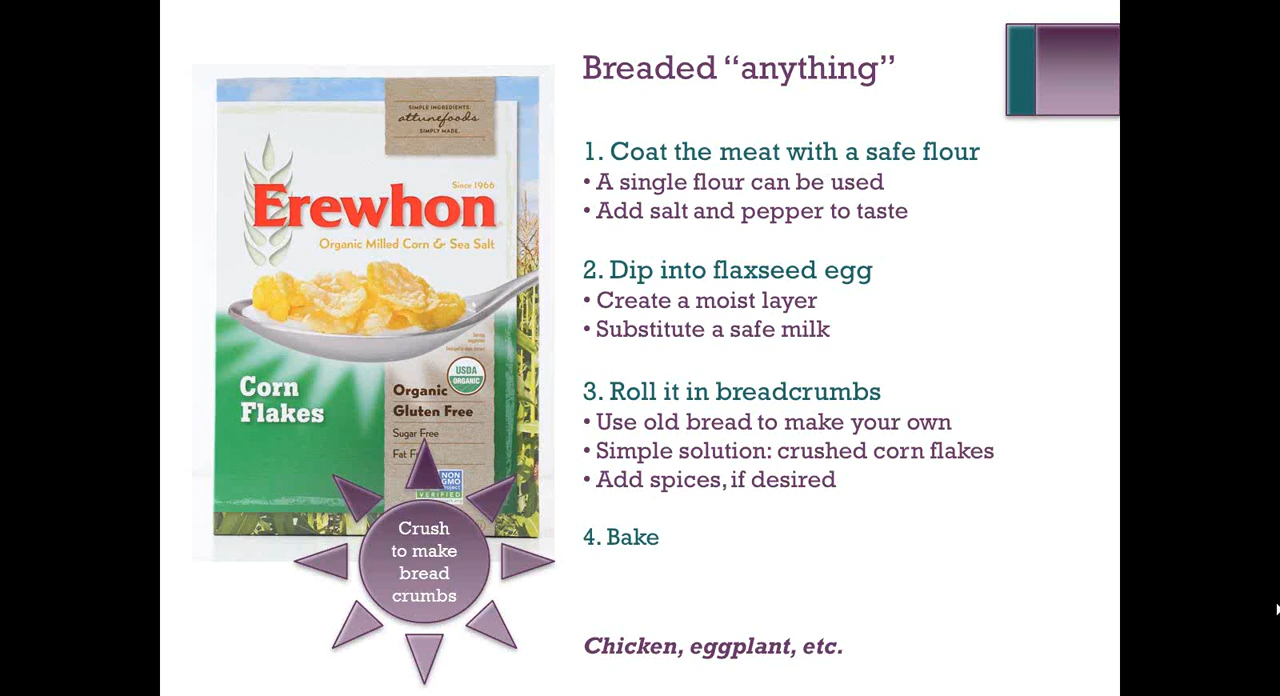 Breaded “anything”
1. Coat the meat with a safe flour
• A single flour can be used
• Add salt and pepper to taste
2. Dip into flaxseed egg
• Create a moist layer
• Substitute a safe milk
3. Roll it in breadcrumbs
• Use old bread to make your own
• Simple solution: crushed corn flakes
• Add spices, if desired
4. Bake
Chicken, eggplant, etc.
SIMPLE INGREDIENTS
attunefoods
SIMPLY MADE.
Since 1966
Erewhon
Organic Milled Corn & Sea Salt
USDA
ORGANIC
Corn
Flakes
Organic
Gluten Free
Sugar Free
Fat
NON
GMO
Project
VERIFIED
Crush
to make
bread
crumbs